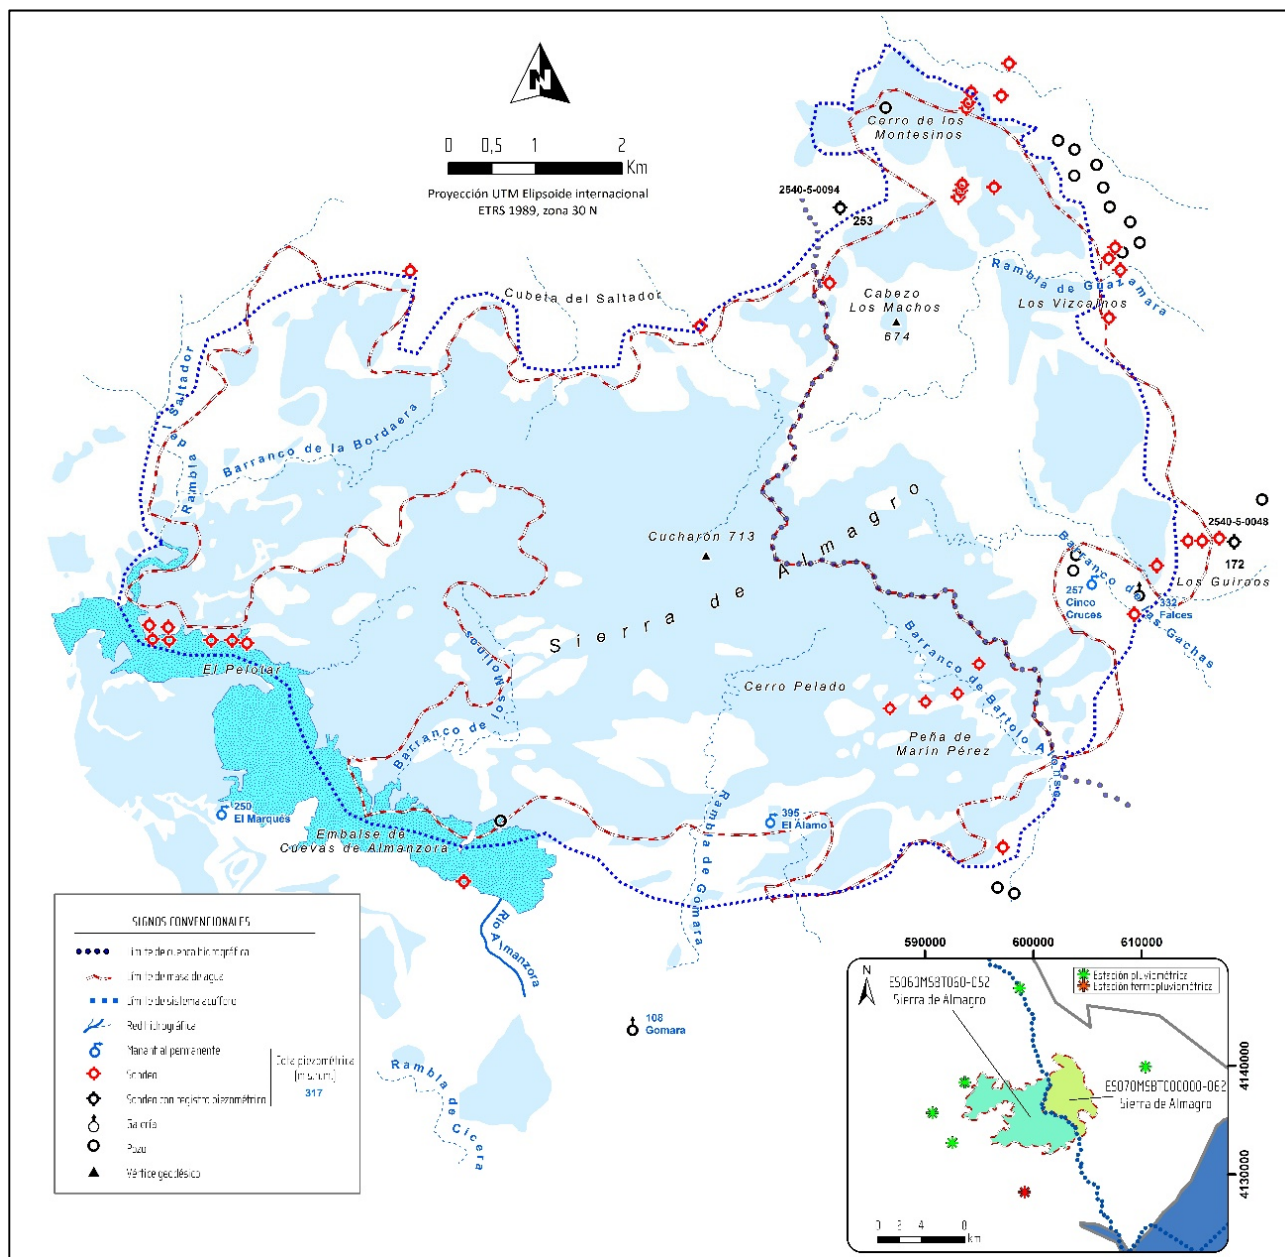 N
0 0,5 1 2
Km
Proyección UTM Elipsoide internacional
ETRS 1989, zona 30 N
Cerro de los
Montesinos
2540-5-0094
253
Rambla de Guazamara
Los Vizcaínos
Cabezo
Los Machos
674
Cubeta del Saltador
Rambla del Saltador
Barranco de la Bordaera
Cucharón 713
Sierra de Almagro
2540-5-0048
172
Los Guiraos
Barranco de las Gachas
257
Cinco
Cruces
332
Falces
El Pelotar
Barranco de Molinos
Cerro Pelado
Barranco de Bartolo Alonso
Peña de
Marín Pérez
250
El Marqués
Embalse de
Cuevas de Almanzora
Rambla de Gomara
395
El Álamo
Río Almanzora
108
Gomara
Rambla de Cicera
SIGNOS CONVENCIONALES
Límite de cuenca hidrográfica
Límite de masa de agua
Límite de sistema acuífero
Red hidrográfica
Manantial permanente
Sondeo
Sondeo con registro piezométrico
Galería
Pozo
Vértice geodésico
Cota piezométrica
(m s.n.m.)
317
590000 600000 610000
N
ES060MSBT060-052
Sierra de Almagro
Estación pluviométrica
Estación termopluviométrica
ES070MSBT000000-062
Sierra de Almagro
4140000
4130000
0 2 4 8
km